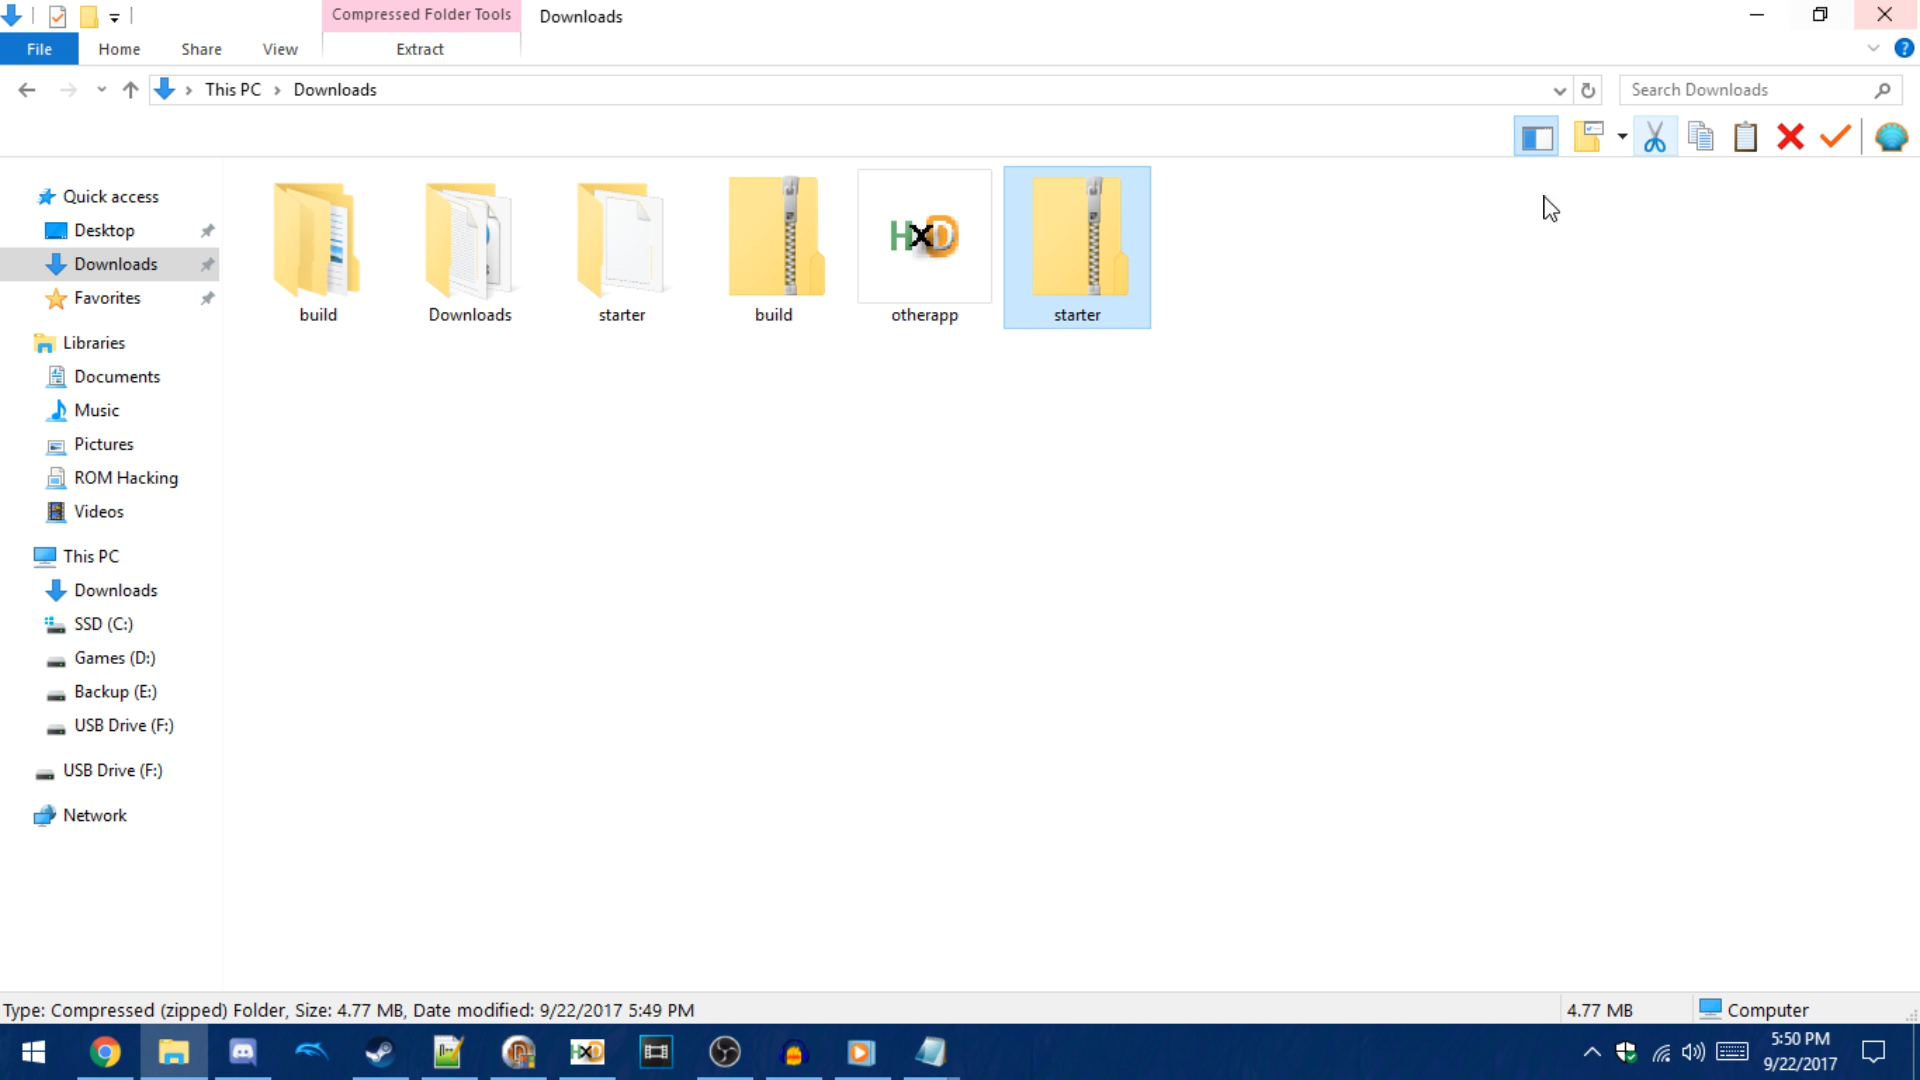 Compressed Folder Tools
Downloads
File
Home
Share
View
Extract
This PC
Downloads
Search Downloads
Quick access
Desktop
Downloads
Favorites
Libraries
Documents
Music
Pictures
ROM Hacking
Videos
This PC
Downloads
SSD (C:)
Games (D:)
Backup (E:)
USB Drive (F:)
USB Drive (F:)
Network
build
Downloads
starter
build
HxD
otherapp
starter
Type: Compressed (zipped) Folder, Size: 4.77 MB, Date modified: 9/22/2017 5:49 PM
4.77 MB
Computer
HxD
5:50 PM
9/22/2017